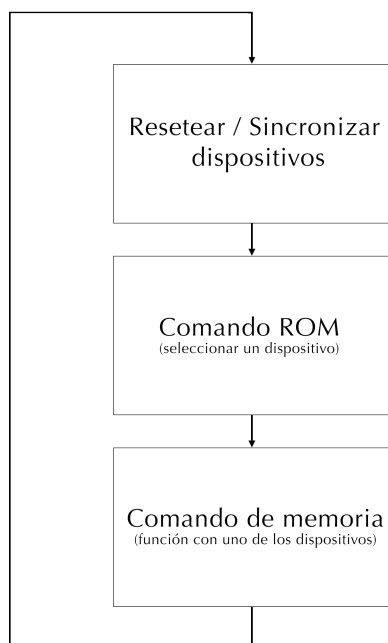 Resetear / Sincronizar
dispositivos
Comando ROM
(seleccionar un dispositivo)
Comando de memoria
(función con uno de los dispositivos)